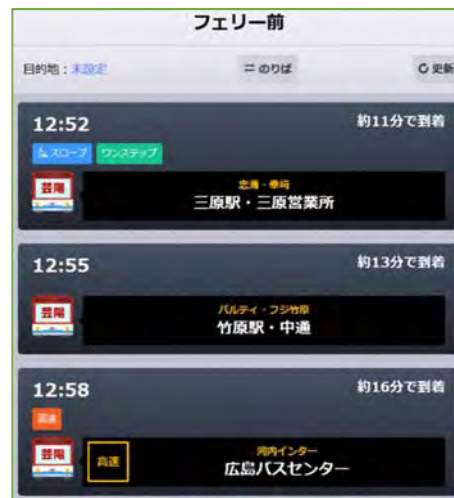 フェリー前
目的地：未設定
のりば
更新
12:52
約11分で到着
スロープ
ワンステップ
芸陽
忠海・幸崎
三原駅・三原営業所
12:55
約13分で到着
芸陽
パルティ・フジ竹原
竹原駅・中通
12:58
約16分で到着
高速
芸陽
高速
河内インター
広島バスセンター